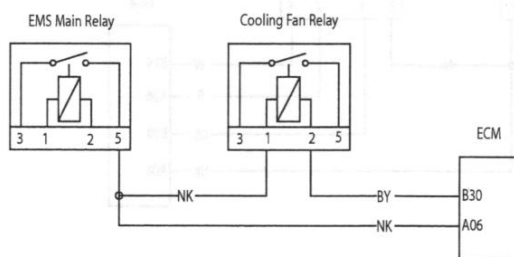 EMS Main Relay
Cooling Fan Relay
3 1 2 5
3 1 2 5
ECM
NK
BY
B30
NK
A06